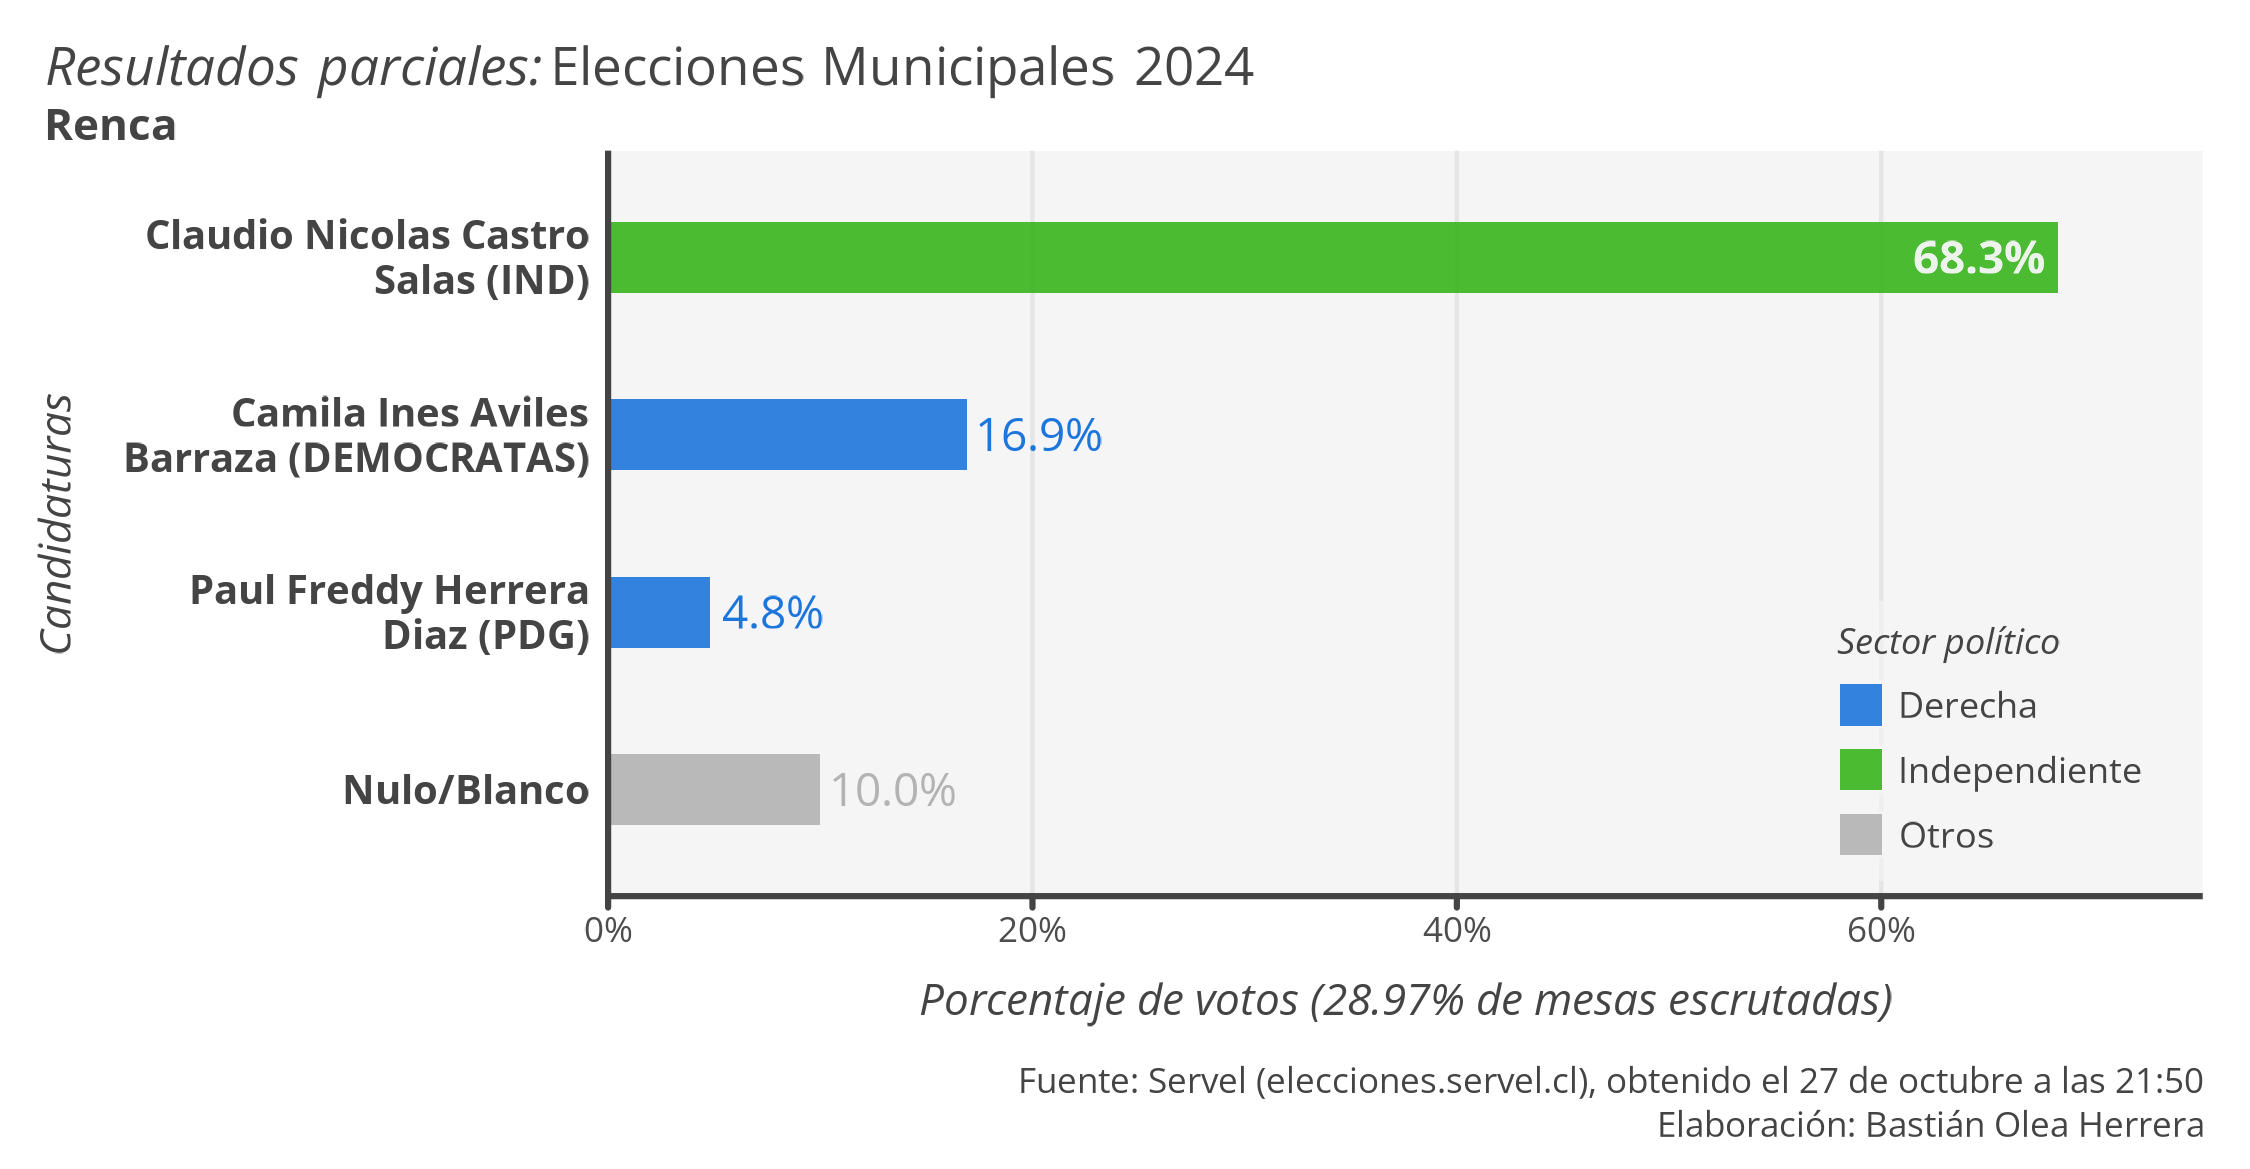 Resultados parciales: Elecciones Municipales 2024
Renca
Candidaturas
Claudio Nicolas Castro
Salas (IND)
68.3%
Camila Ines Aviles
Barraza (DEMOCRATAS)
16.9%
Paul Freddy Herrera
Diaz (PDG)
4.8%
Nulo/Blanco
10.0%
Sector político
Derecha
Independiente
Otros
0% 20% 40% 60%
Porcentaje de votos (28.97% de mesas escrutadas)
Fuente: Servel (elecciones.servel.cl), obtenido el 27 de octubre a las 21:50
Elaboración: Bastián Olea Herrera